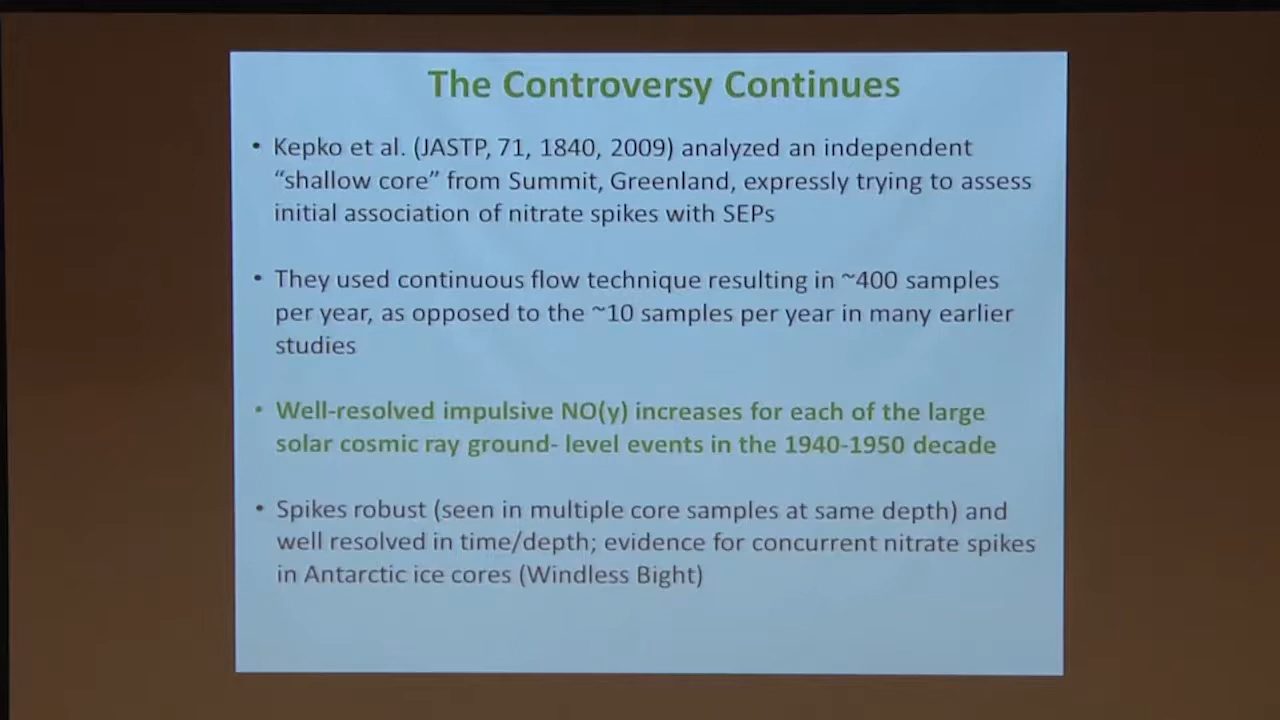 The Controversy Continues
• Kepko et al. (JASTP, 71, 1840, 2009) analyzed an independent
“shallow core” from Summit, Greenland, expressly trying to assess
initial association of nitrate spikes with SEPs
• They used continuous flow technique resulting in ~400 samples
per year, as opposed to the ~10 samples per year in many earlier
studies
• Well-resolved impulsive NO(y) increases for each of the large
solar cosmic ray ground- level events in the 1940-1950 decade
• Spikes robust (seen in multiple core samples at same depth) and
well resolved in time/depth; evidence for concurrent nitrate spikes
in Antarctic ice cores (Windless Bight)